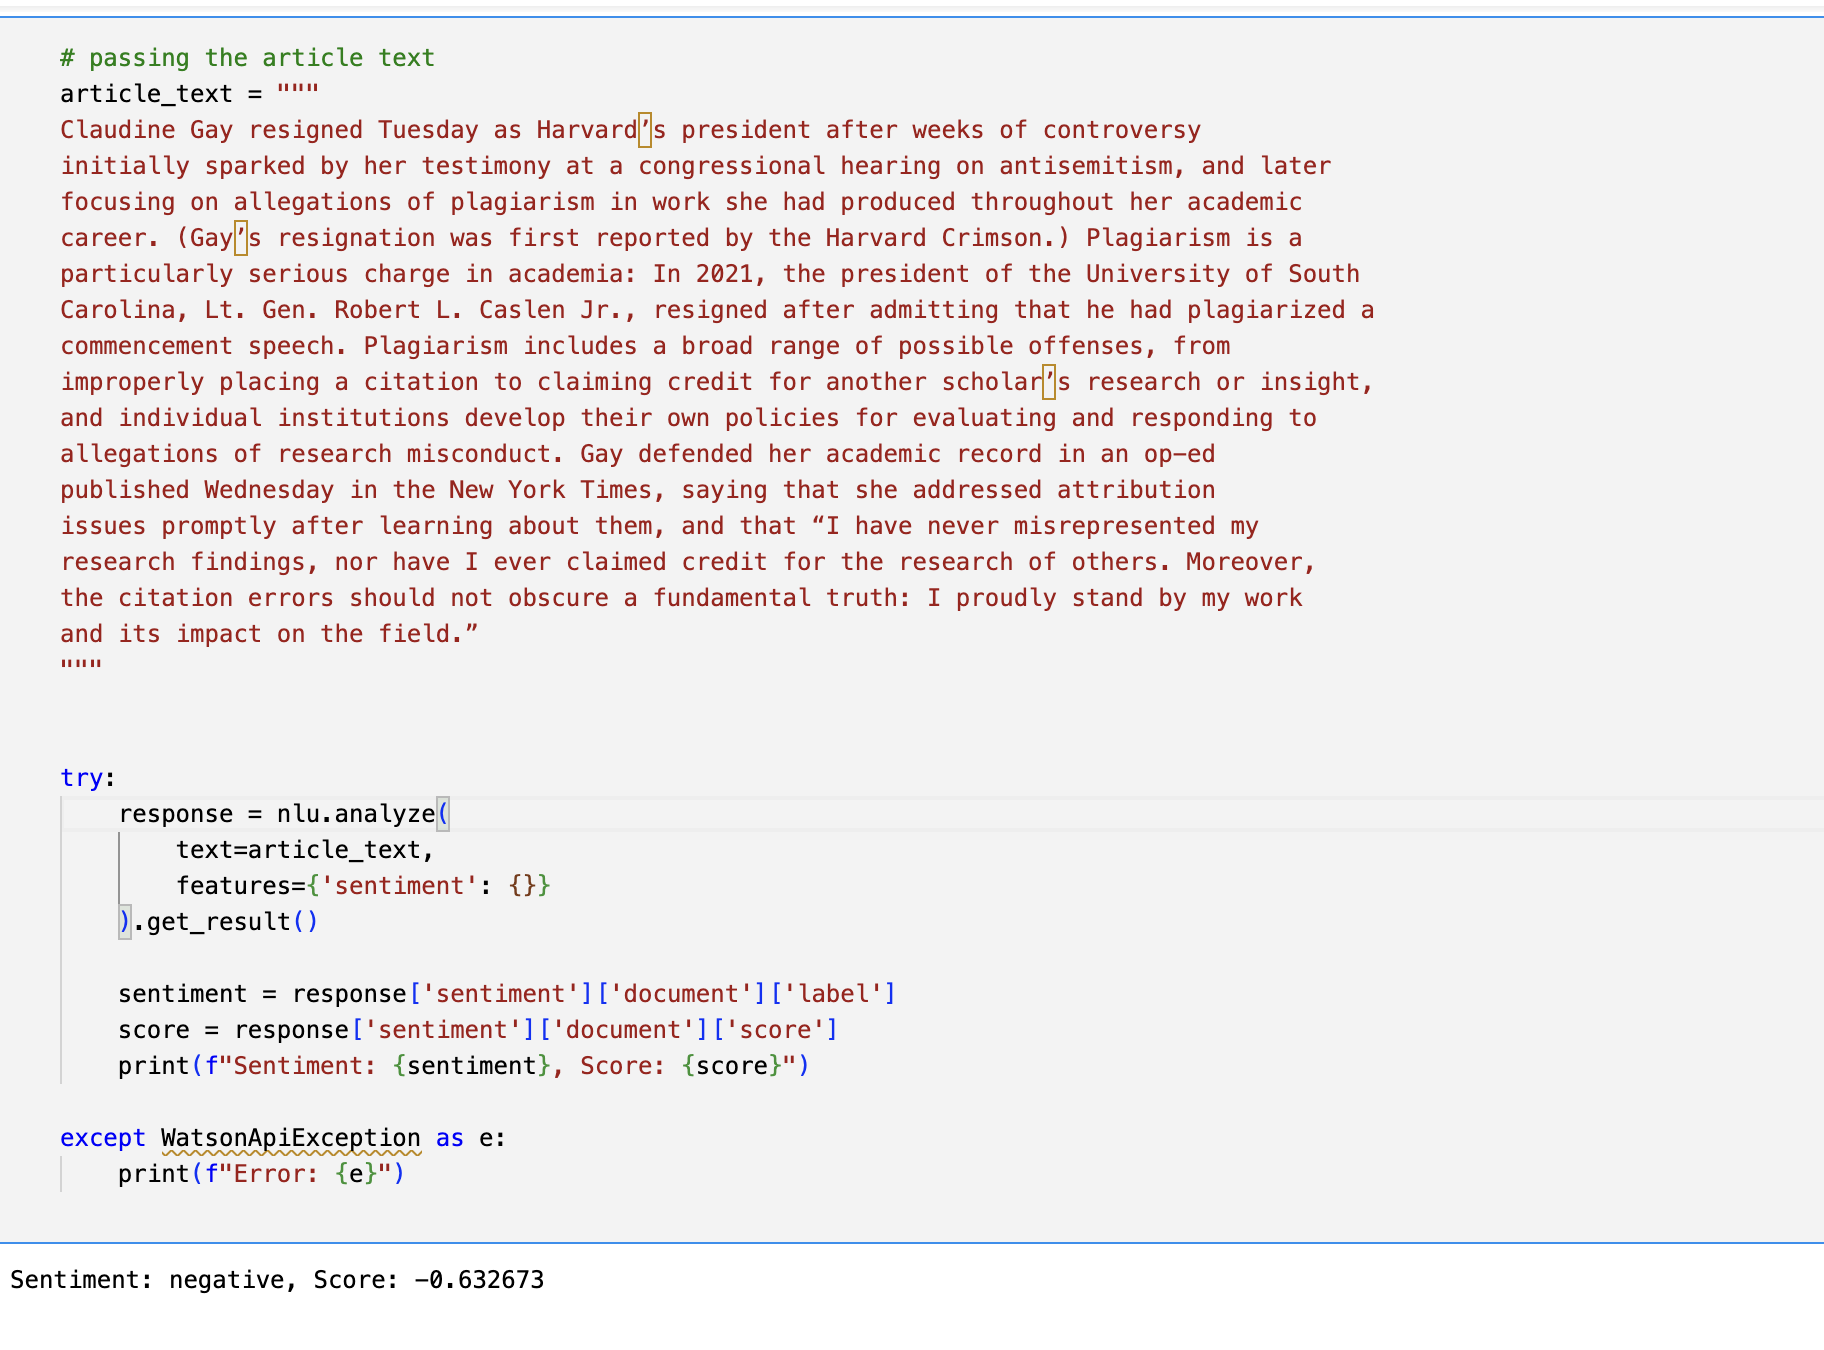 # passing the article text
article_text = """
Claudine Gay resigned Tuesday as Harvard’s president after weeks of controversy
initially sparked by her testimony at a congressional hearing on antisemitism, and later
focusing on allegations of plagiarism in work she had produced throughout her academic
career. (Gay’s resignation was first reported by the Harvard Crimson.) Plagiarism is a
particularly serious charge in academia: In 2021, the president of the University of South
Carolina, Lt. Gen. Robert L. Caslen Jr., resigned after admitting that he had plagiarized a
commencement speech. Plagiarism includes a broad range of possible offenses, from
improperly placing a citation to claiming credit for another scholar’s research or insight,
and individual institutions develop their own policies for evaluating and responding to
allegations of research misconduct. Gay defended her academic record in an op-ed
published Wednesday in the New York Times, saying that she addressed attribution
issues promptly after learning about them, and that “I have never misrepresented my
research findings, nor have I ever claimed credit for the research of others. Moreover,
the citation errors should not obscure a fundamental truth: I proudly stand by my work
and its impact on the field.”
"""
try:
    response = nlu.analyze(
        text=article_text,
        features={'sentiment': {}}
    ).get_result()
    sentiment = response['sentiment']['document']['label']
    score = response['sentiment']['document']['score']
    print(f"Sentiment: {sentiment}, Score: {score}")
except WatsonApiException as e:
    print(f"Error: {e}")
Sentiment: negative, Score: -0.632673